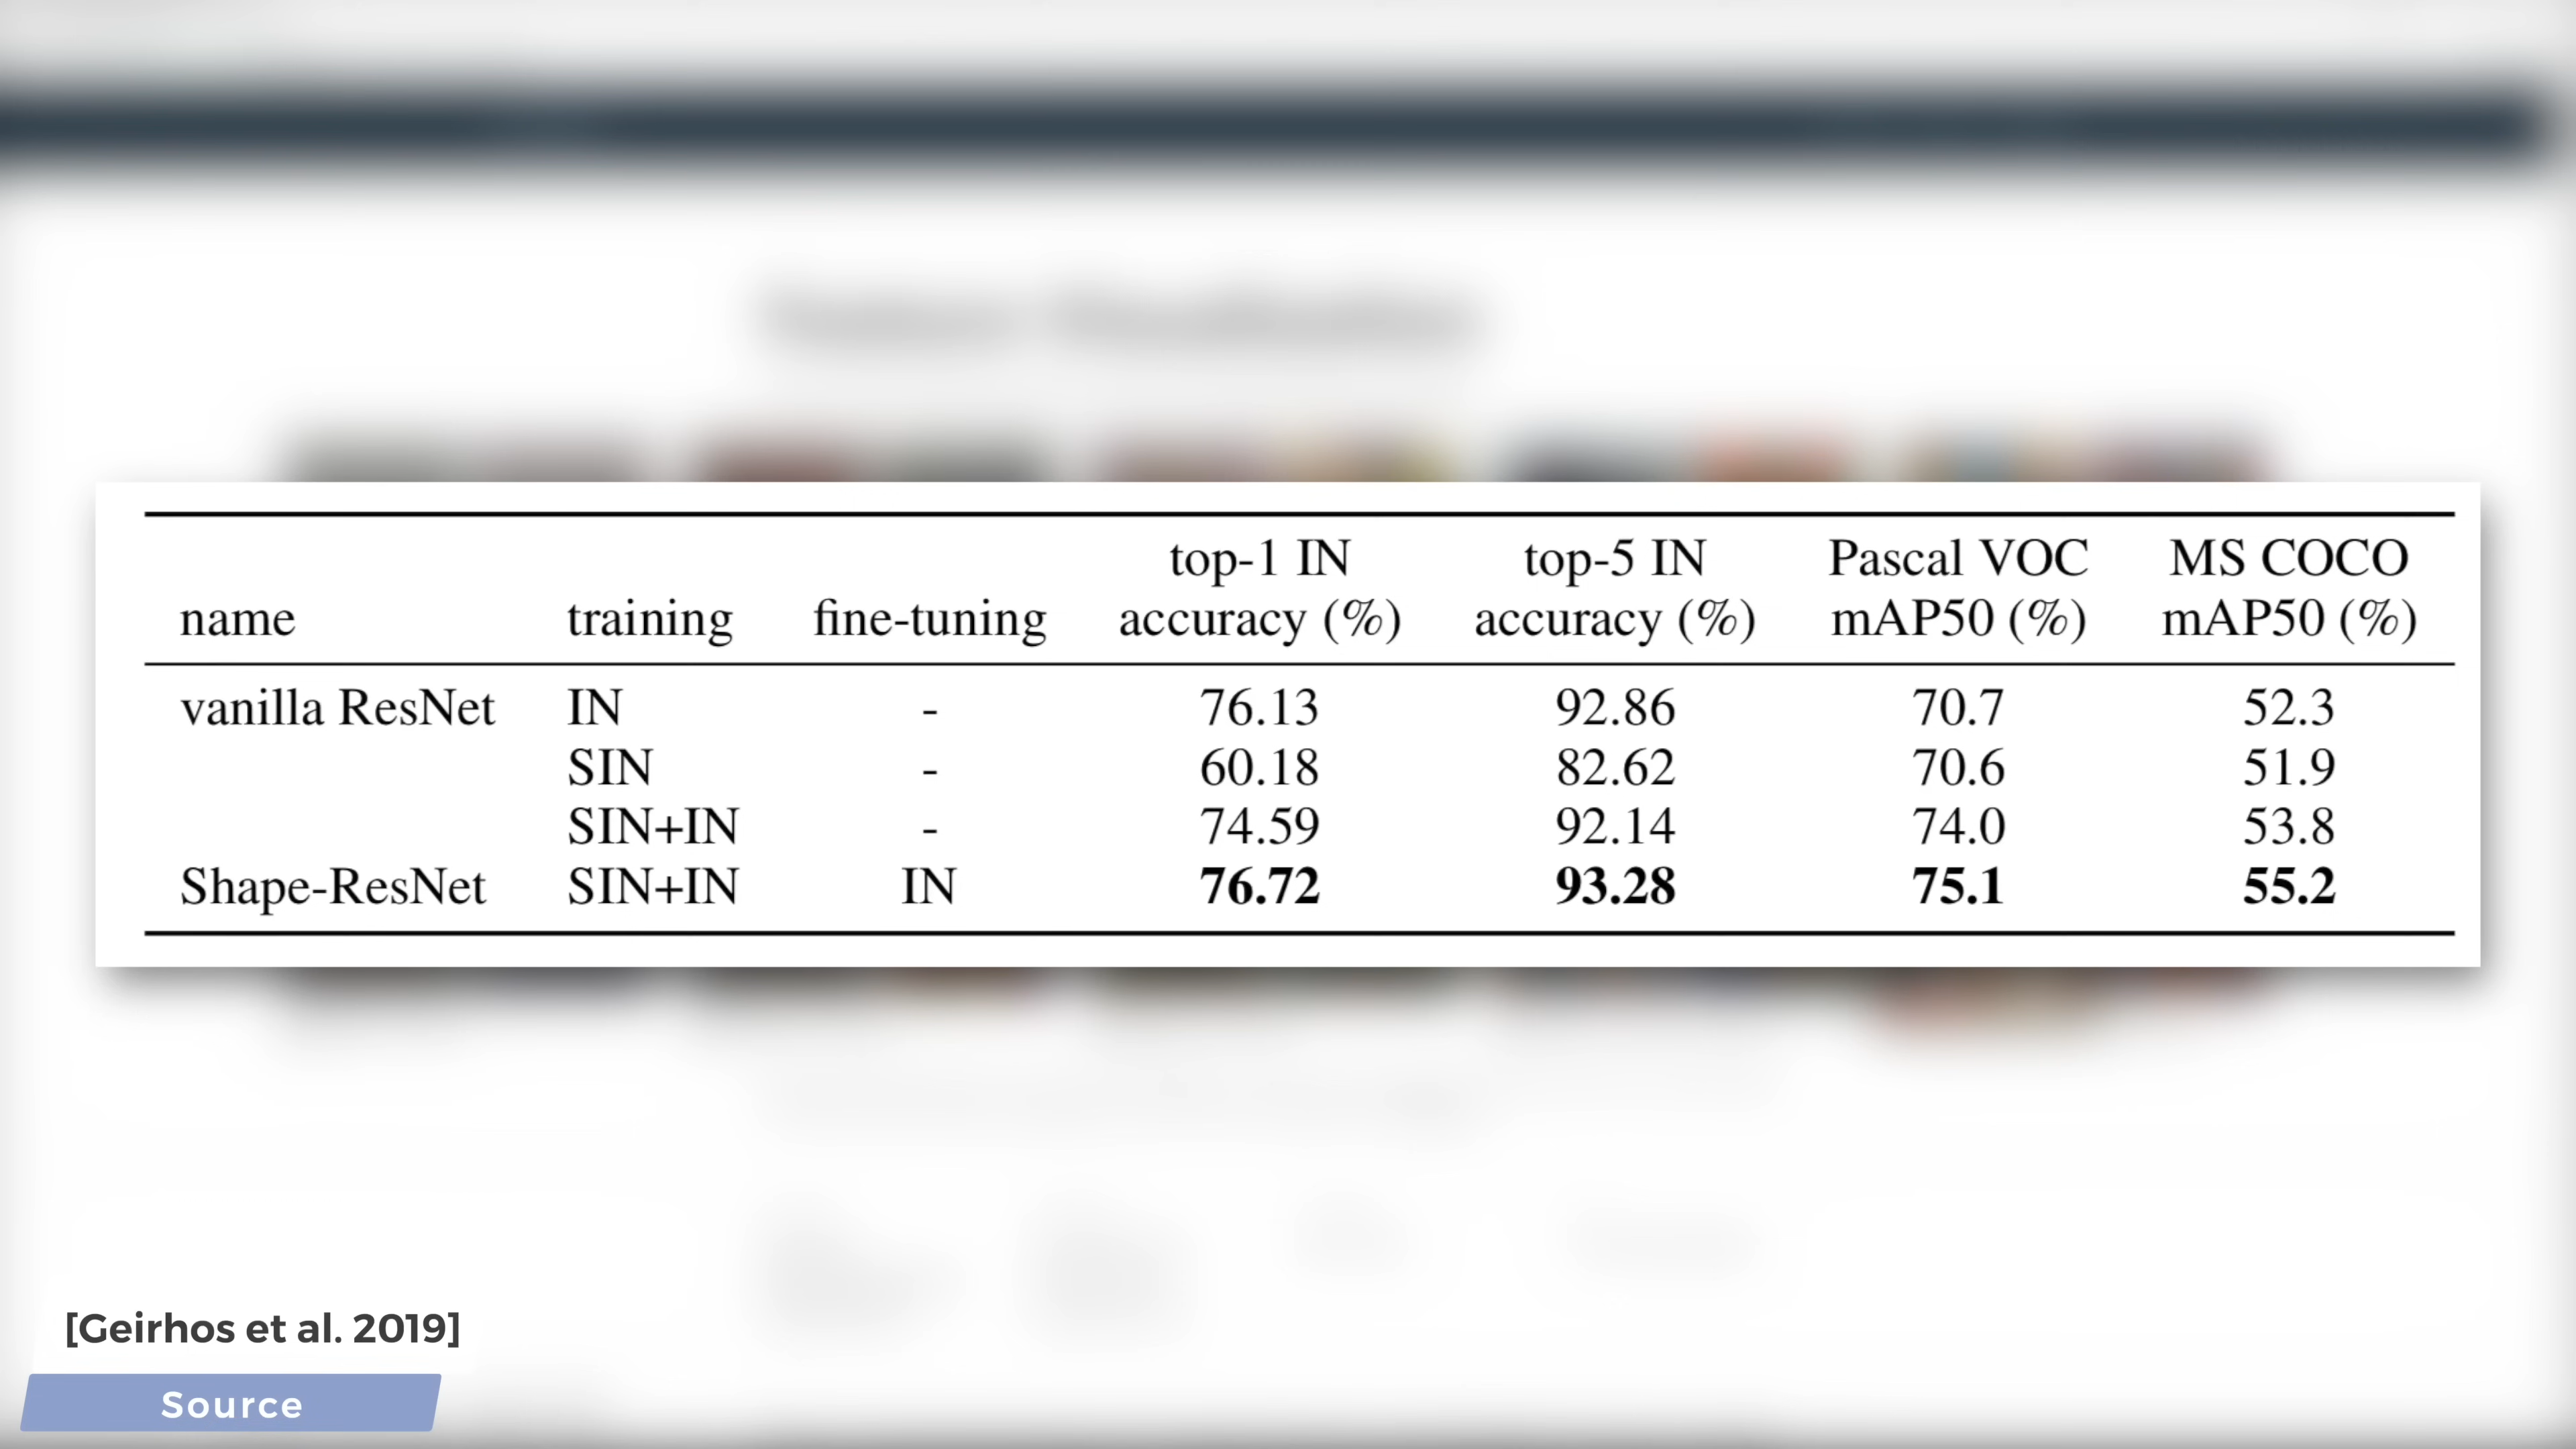 top-1 IN top-5 IN Pascal VOC MS COCO
name training fine-tuning accuracy (%) accuracy (%) mAP50 (%) mAP50 (%)
vanilla ResNet IN - 76.13 92.86 70.7 52.3
SIN - 60.18 82.62 70.6 51.9
SIN+IN - 74.59 92.14 74.0 53.8
Shape-ResNet SIN+IN IN 76.72 93.28 75.1 55.2
[Geirhos et al. 2019]
Source